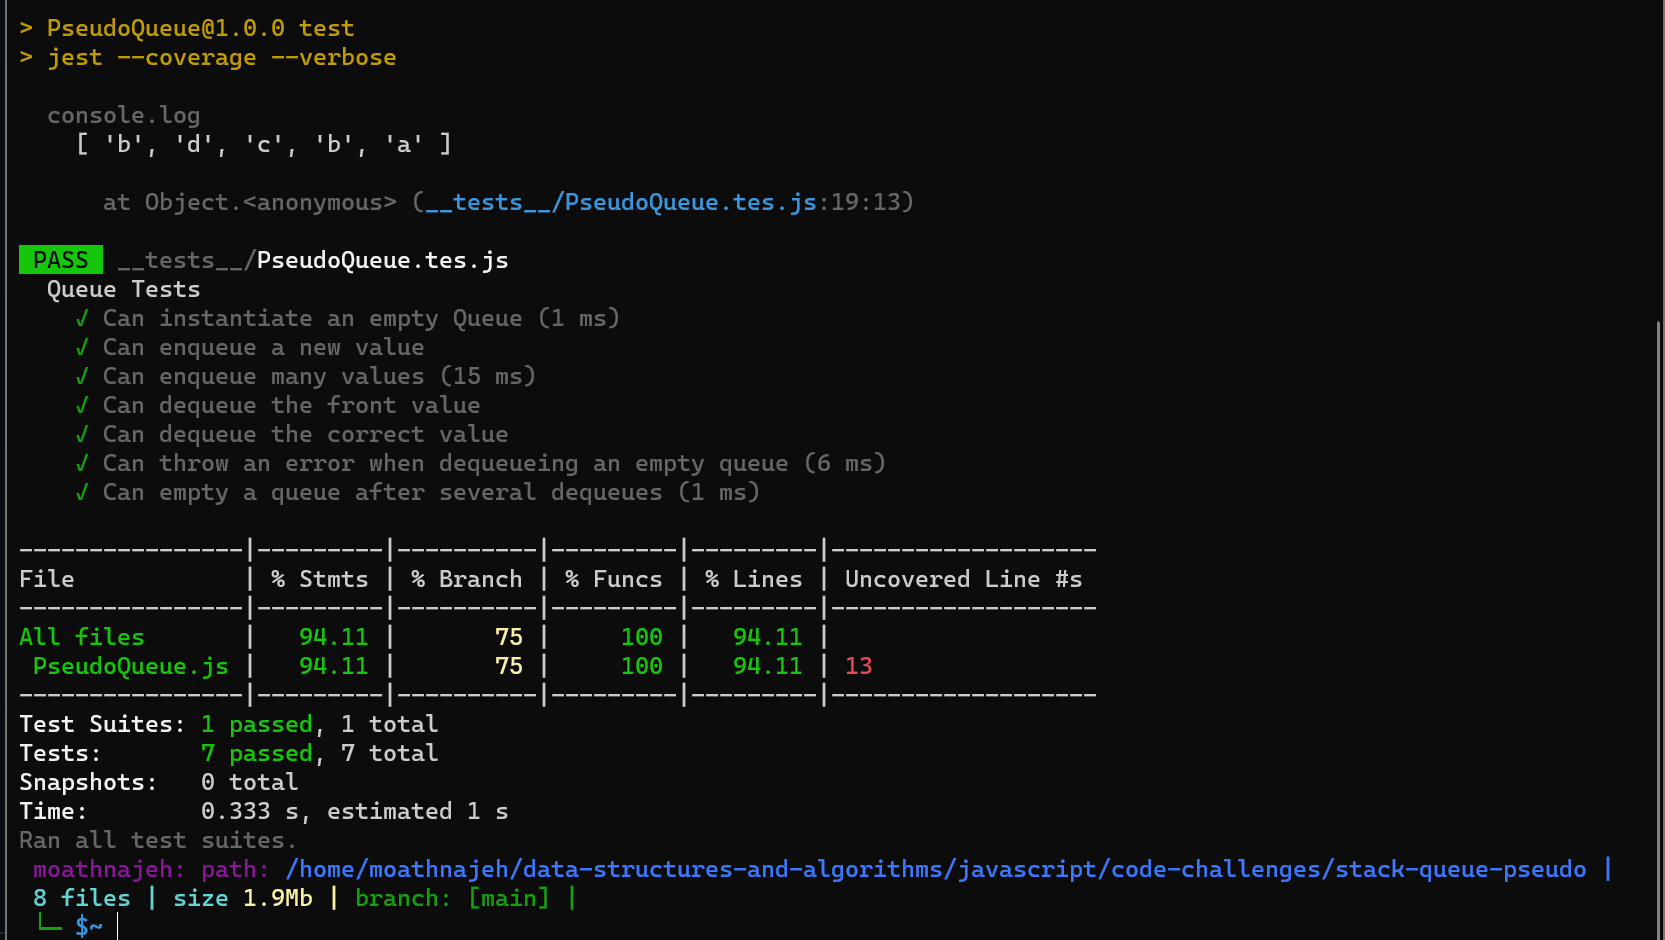 > PseudoQueue@1.0.0 test
> jest --coverage --verbose
console.log
[ 'b', 'd', 'c', 'b', 'a' ]
at Object.<anonymous> (__tests__/PseudoQueue.tes.js:19:13)
PASS __tests__/PseudoQueue.tes.js
Queue Tests
√ Can instantiate an empty Queue (1 ms)
√ Can enqueue a new value
√ Can enqueue many values (15 ms)
√ Can dequeue the front value
√ Can dequeue the correct value
√ Can throw an error when dequeueing an empty queue (6 ms)
√ Can empty a queue after several dequeues (1 ms)
----------------|---------|----------|---------|---------|-------------------
File            | % Stmts | % Branch | % Funcs | % Lines | Uncovered Line #s
----------------|---------|----------|---------|---------|-------------------
All files       |   94.11 |       75 |     100 |   94.11 |
 PseudoQueue.js |   94.11 |       75 |     100 |   94.11 | 13
----------------|---------|----------|---------|---------|-------------------
Test Suites: 1 passed, 1 total
Tests:       7 passed, 7 total
Snapshots:   0 total
Time:        0.333 s, estimated 1 s
Ran all test suites.
moathnajeh: path: /home/moathnajeh/data-structures-and-algorithms/javascript/code-challenges/stack-queue-pseudo |
8 files | size 1.9Mb | branch: [main] |
└─ $~